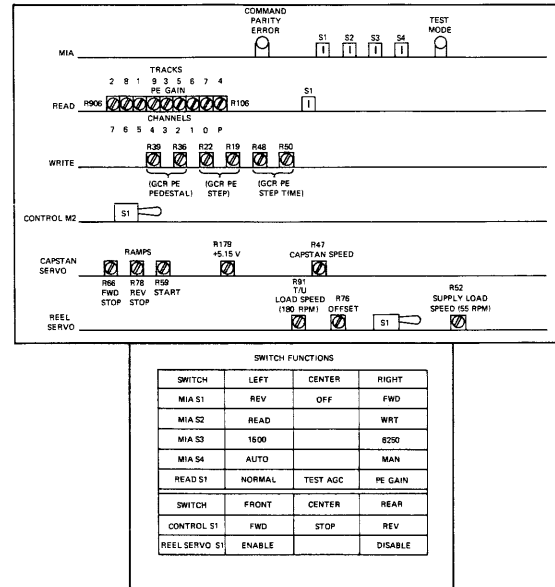 COMMAND
PARITY
ERROR
TEST
MODE
S1 S2 S3 S4
MIA
TRACKS
2 8 1 9 3 5 6 7 4
PE GAIN
S1
READ R906 R106
CHANNELS
7 6 5 4 3 2 1 0 P
R39 R36 R22 R19 R48 R50
WRITE
(GCR PE
PEDESTAL)
(GCR PE
STEP)
(GCR PE
STEP TIME)
CONTROL M2 S1
RAMPS
R179
+5.15 V
R47
CAPSTAN SPEED
CAPSTAN
SERVO
R66
FWD
STOP
R78
REV
STOP
R59
START
R91
T/U
LOAD SPEED
(180 RPM)
R76
OFFSET
S1
R52
SUPPLY LOAD
SPEED (55 RPM)
REEL
SERVO
SWITCH FUNCTIONS
SWITCH LEFT CENTER RIGHT
MIA S1 REV OFF FWD
MIA S2 READ WRT
MIA S3 1600 6250
MIA S4 AUTO MAN
READ S1 NORMAL TEST AGC PE GAIN
SWITCH FRONT CENTER REAR
CONTROL S1 FWD STOP REV
REEL SERVO S1 ENABLE DISABLE